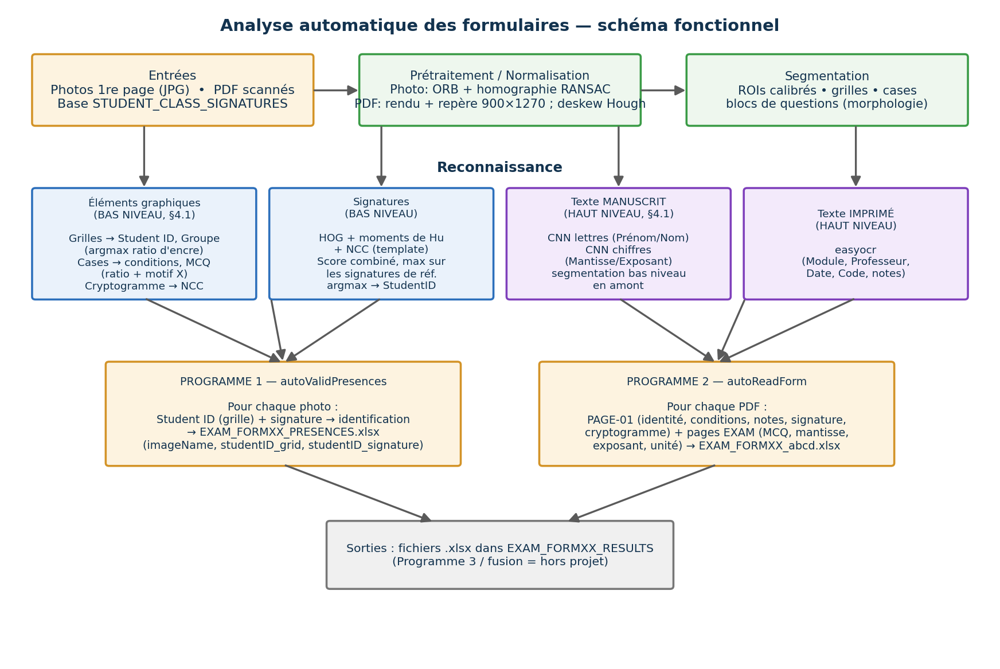 Analyse automatique des formulaires — schéma fonctionnel
Entrées
Photos 1re page (JPG) • PDF scannés
Base STUDENT_CLASS_SIGNATURES
Prétraitement / Normalisation
Photo: ORB + homographie RANSAC
PDF: rendu + repère 900×1270 ; deskew Hough
Segmentation
ROIs calibrés • grilles • cases
blocs de questions (morphologie)
Reconnaissance
Éléments graphiques
(BAS NIVEAU, §4.1)
Grilles → Student ID, Groupe
(argmax ratio d'encre)
Cases → conditions, MCQ
(ratio + motif X)
Cryptogramme → NCC
Signatures
(BAS NIVEAU)
HOG + moments de Hu
+ NCC (template)
Score combiné, max sur
les signatures de réf.
argmax → StudentID
Texte MANUSCRIT
(HAUT NIVEAU, §4.1)
CNN lettres (Prénom/Nom)
CNN chiffres
(Mantisse/Exposant)
segmentation bas niveau
en amont
Texte IMPRIMÉ
(HAUT NIVEAU)
easyocr
(Module, Professeur,
Date, Code, notes)
PROGRAMME 1 — autoValidPresences
Pour chaque photo :
Student ID (grille) + signature → identification
→ EXAM_FORMXX_PRESENCES.xlsx
(imageName, studentID_grid, studentID_signature)
PROGRAMME 2 — autoReadForm
Pour chaque PDF :
PAGE-01 (identité, conditions, notes, signature,
cryptogramme) + pages EXAM (MCQ, mantisse,
exposant, unité) → EXAM_FORMXX_abcd.xlsx
Sorties : fichiers .xlsx dans EXAM_FORMXX_RESULTS
(Programme 3 / fusion = hors projet)